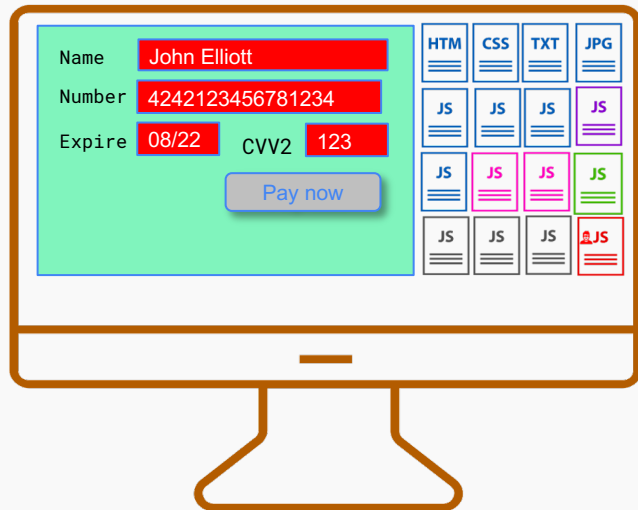 Name John Elliott
Number 4242123456781234
Expire 08/22 CVV2 123
Pay now
HTM CSS TXT JPG
JS JS JS JS
JS JS JS JS
JS JS JS JS